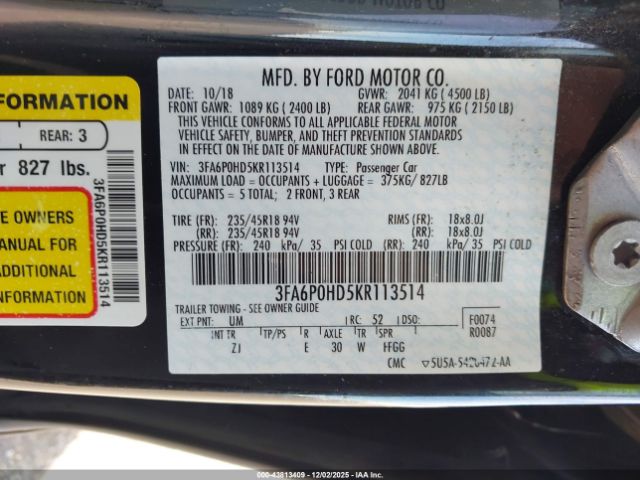 FORMATION
REAR: 3
827 lbs.
E OWNERS
MANUAL FOR
ADDITIONAL
INFORMATION
3FA6P0HD5KR113514
MFD. BY FORD MOTOR CO.
DATE: 10/18 GVWR: 2041 KG ( 4500 LB)
FRONT GAWR: 1089 KG ( 2400 LB) REAR GAWR: 975 KG ( 2150 LB)
THIS VEHICLE CONFORMS TO ALL APPLICABLE FEDERAL MOTOR
VEHICLE SAFETY, BUMPER, AND THEFT PREVENTION STANDARDS
IN EFFECT ON THE DATE OF MANUFACTURE SHOWN ABOVE.
VIN: 3FA6P0HD5KR113514 TYPE: Passenger Car
MAXIMUM LOAD = OCCUPANTS + LUGGAGE = 375KG/ 827LB
OCCUPANTS = 5 TOTAL; 2 FRONT, 3 REAR
TIRE (FR): 235/45R18 94V RIMS (FR): 18x8.0J
(RR): 235/45R18 94V (RR): 18x8.0J
PRESSURE (FR): 240 kPa/ 35 PSI COLD (RR): 240 kPa/ 35 PSI COLD
3FA6P0HD5KR113514
TRAILER TOWING - SEE OWNER GUIDE
EXT PNT: UM RC: 52 DSO: F0074
INT TR TP/PS R AXLE TR SPR R0087
ZJ E 30 W FFGG
CMC
IAA - 43813409 - 12/02/2025 - IAAI.COM